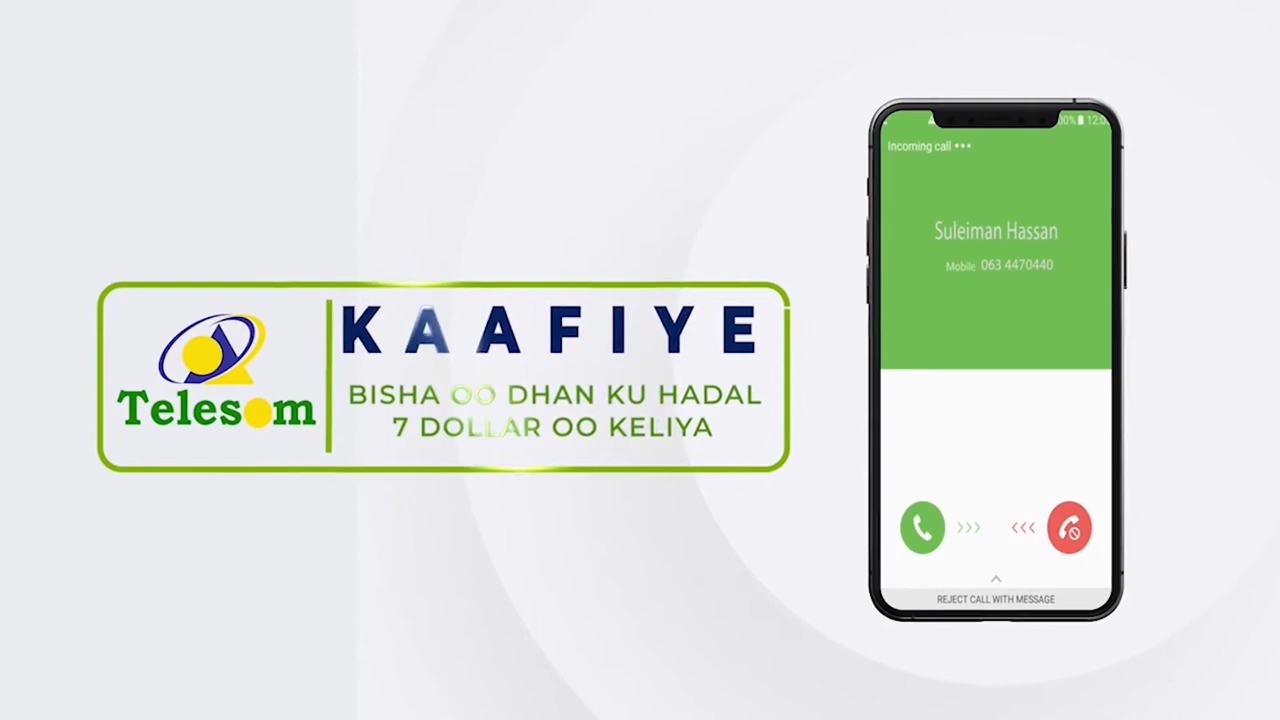 Telesom
KAAFIYE
BISHA OO DHAN KU HADAL
7 DOLLAR OO KELIYA
Incoming call •••
Suleiman Hassan
Mobile 063 4470440
REJECT CALL WITH MESSAGE